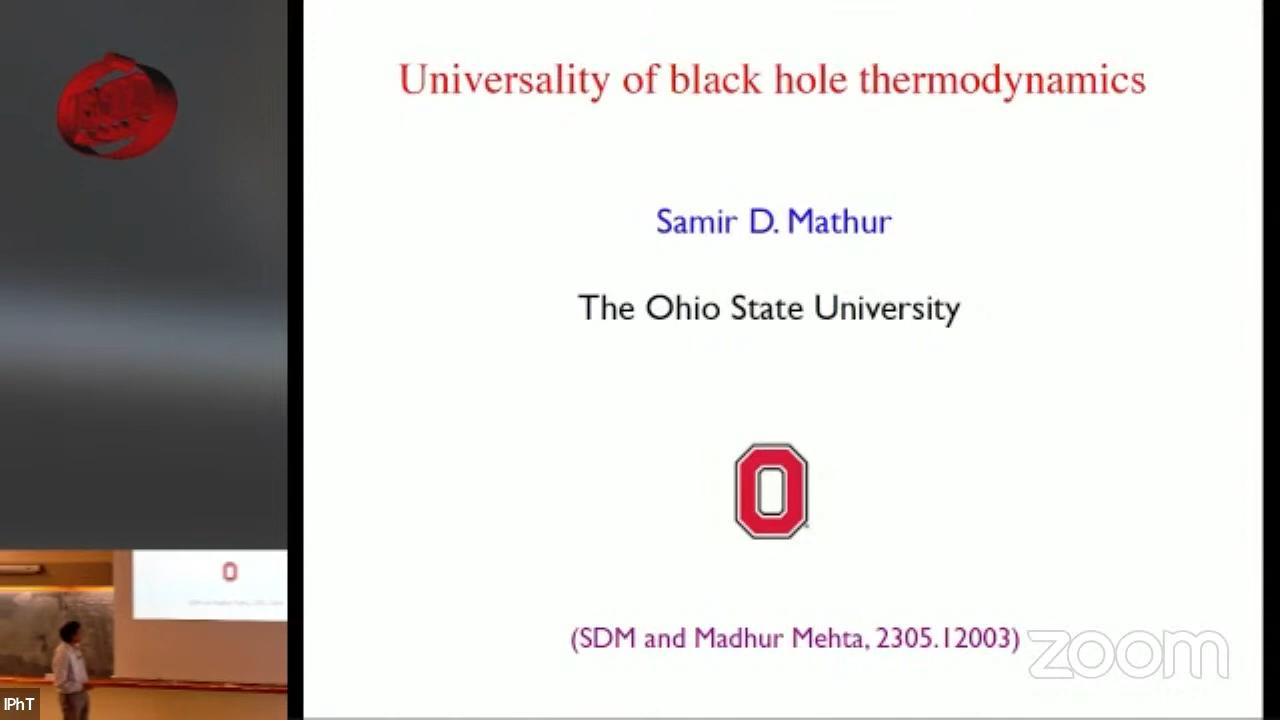 Universality of black hole thermodynamics
Samir D. Mathur
The Ohio State University
(SDM and Madhur Mehta, 2305.12003)
zoom
IPhT